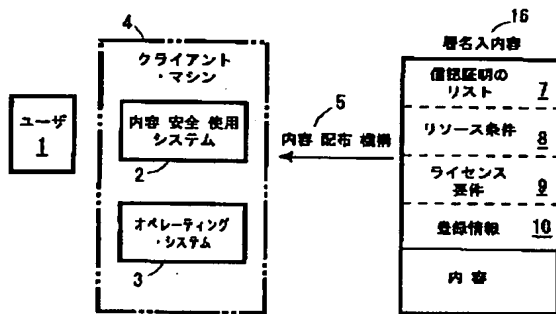 4
クライアント
・マシン
ユーザ
1
内容 安全 使用
システム
2
オペレーティング
・システム
3
5
内容 配布 機構
16
署名入内容
信認証明の
リスト 7
リソース条件
8
ライセンス
要件 9
登録情報 10
内 容